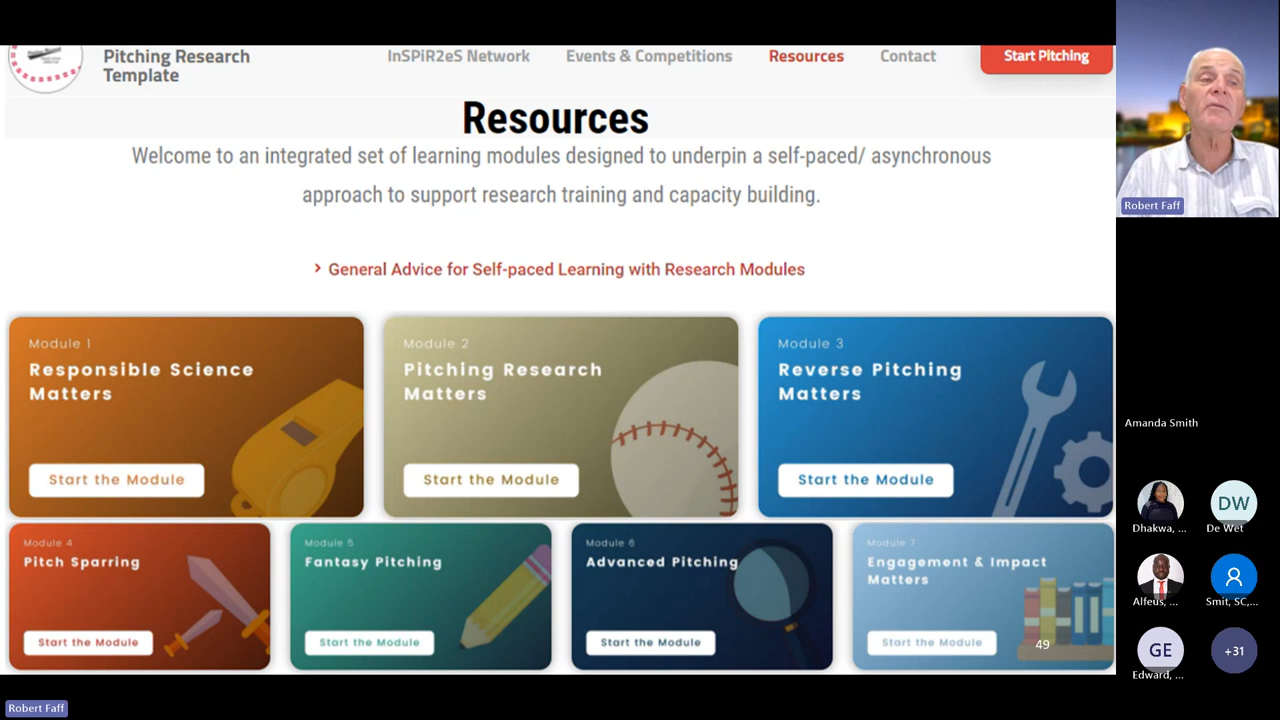 Pitching Research
Template
InSPiR2eS Network
Events & Competitions
Resources
Contact
Start Pitching
Resources
Welcome to an integrated set of learning modules designed to underpin a self-paced/ asynchronous
approach to support research training and capacity building.
› General Advice for Self-paced Learning with Research Modules
Module 1
Responsible Science
Matters
Start the Module
Module 2
Pitching Research
Matters
Start the Module
Module 3
Reverse Pitching
Matters
Start the Module
Module 4
Pitch Sparring
Start the Module
Module 5
Fantasy Pitching
Start the Module
Module 6
Advanced Pitching
Start the Module
Module 7
Engagement & Impact
Matters
Start the Module
49
Robert Faff
Amanda Smith
Dhakwa, ...
DW
De Wet
Alfeus, ...
Smit, SC,...
GE
Edward, ...
+31
Robert Faff